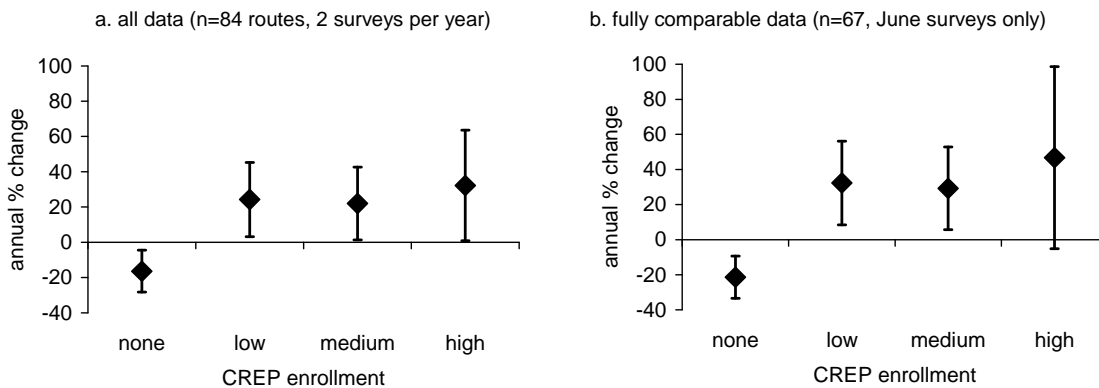 a. all data (n=84 routes, 2 surveys per year)
100
80
60
40
20
0
-20
-40
annual % change
none low medium high
CREP enrollment
b. fully comparable data (n=67, June surveys only)
100
80
60
40
20
0
-20
-40
annual % change
none low medium high
CREP enrollment